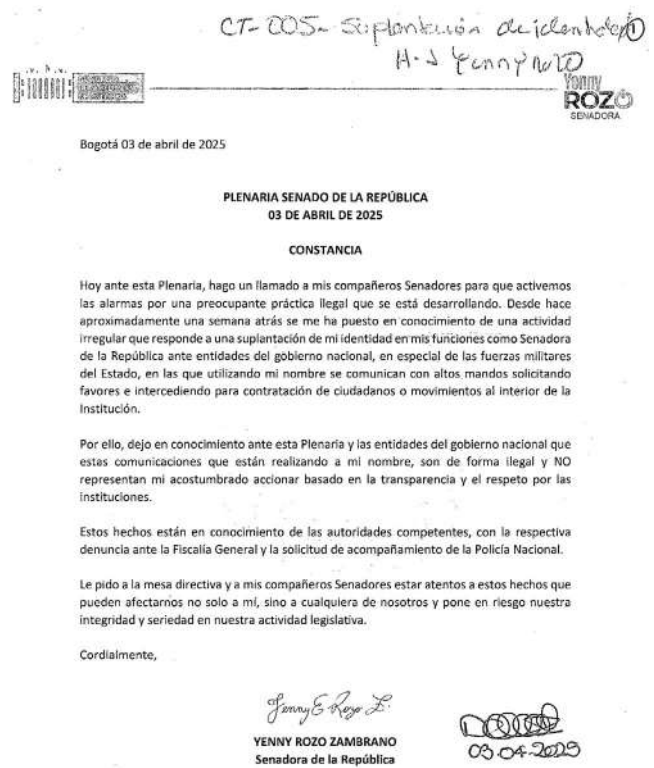 CT-005- Suplantación de identidad ①
H.S Yenny Rozo
Yenny
ROZO
SENADORA
Bogotá 03 de abril de 2025
PLENARIA SENADO DE LA REPÚBLICA
03 DE ABRIL DE 2025
CONSTANCIA
Hoy ante esta Plenaria, hago un llamado a mis compañeros Senadores para que activemos
las alarmas por una preocupante práctica ilegal que se está desarrollando. Desde hace
aproximadamente una semana atrás se me ha puesto en conocimiento de una actividad
irregular que responde a una suplantación de mi identidad en mis funciones como Senadora
de la República ante entidades del gobierno nacional, en especial de las fuerzas militares
del Estado, en las que utilizando mi nombre se comunican con altos mandos solicitando
favores e intercediendo para contratación de ciudadanos o movimientos al interior de la
Institución.
Por ello, dejo en conocimiento ante esta Plenaria y las entidades del gobierno nacional que
estas comunicaciones que están realizando a mi nombre, son de forma ilegal y NO
representan mi acostumbrado accionar basado en la transparencia y el respeto por las
instituciones.
Estos hechos están en conocimiento de las autoridades competentes, con la respectiva
denuncia ante la Fiscalía General y la solicitud de acompañamiento de la Policía Nacional.
Le pido a la mesa directiva y a mis compañeros Senadores estar atentos a estos hechos que
pueden afectarnos no solo a mí, sino a cualquiera de nosotros y pone en riesgo nuestra
integridad y seriedad en nuestra actividad legislativa.
Cordialmente,
Yenny E Rozo Z.
YENNY ROZO ZAMBRANO
Senadora de la República
03-04-2025